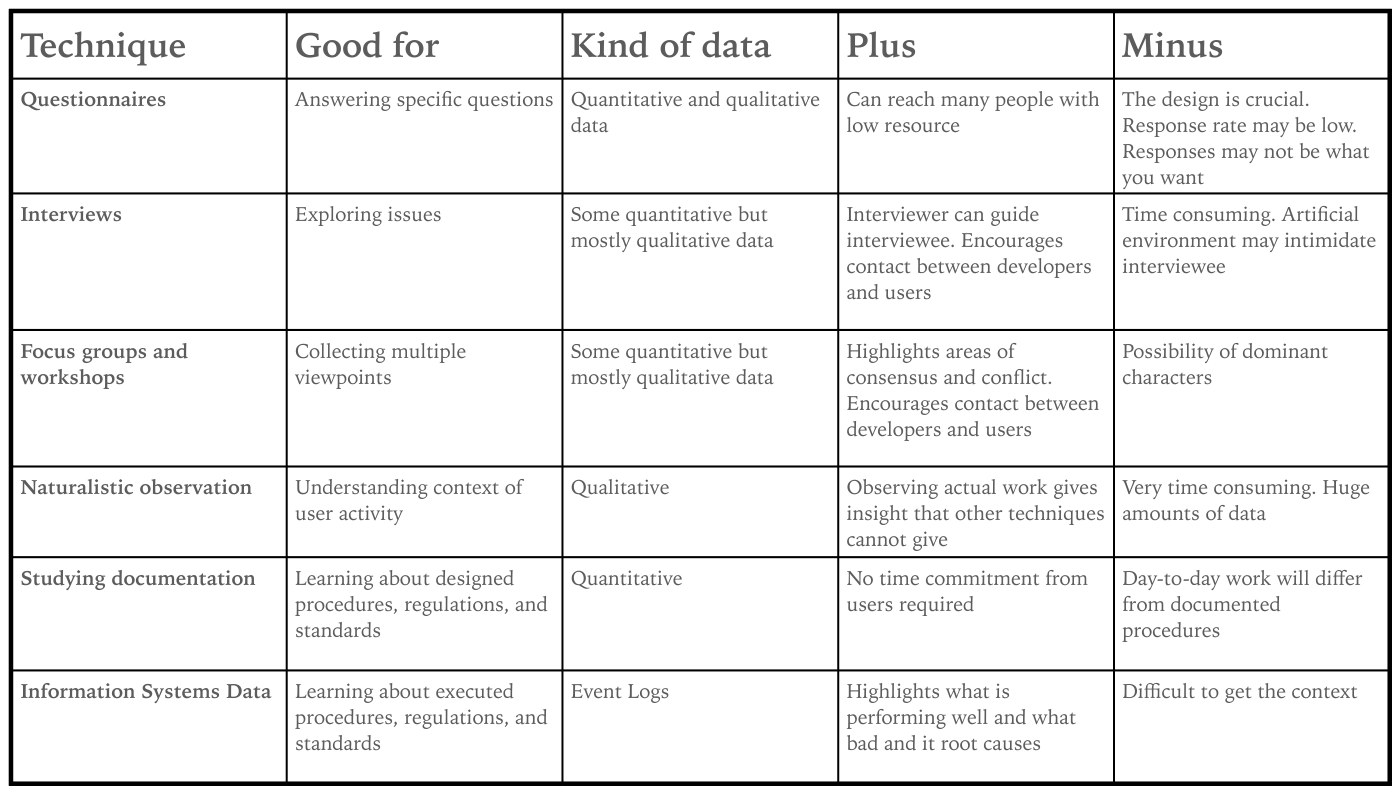 Technique
Good for
Kind of data
Plus
Minus
Questionnaires
Answering specific questions
Quantitative and qualitative
data
Can reach many people with
low resource
The design is crucial.
Response rate may be low.
Responses may not be what
you want
Interviews
Exploring issues
Some quantitative but
mostly qualitative data
Interviewer can guide
interviewee. Encourages
contact between developers
and users
Time consuming. Artificial
environment may intimidate
interviewee
Focus groups and
workshops
Collecting multiple
viewpoints
Some quantitative but
mostly qualitative data
Highlights areas of
consensus and conflict.
Encourages contact between
developers and users
Possibility of dominant
characters
Naturalistic observation
Understanding context of
user activity
Qualitative
Observing actual work gives
insight that other techniques
cannot give
Very time consuming. Huge
amounts of data
Studying documentation
Learning about designed
procedures, regulations, and
standards
Quantitative
No time commitment from
users required
Day-to-day work will differ
from documented
procedures
Information Systems Data
Learning about executed
procedures, regulations, and
standards
Event Logs
Highlights what is
performing well and what
bad and it root causes
Difficult to get the context